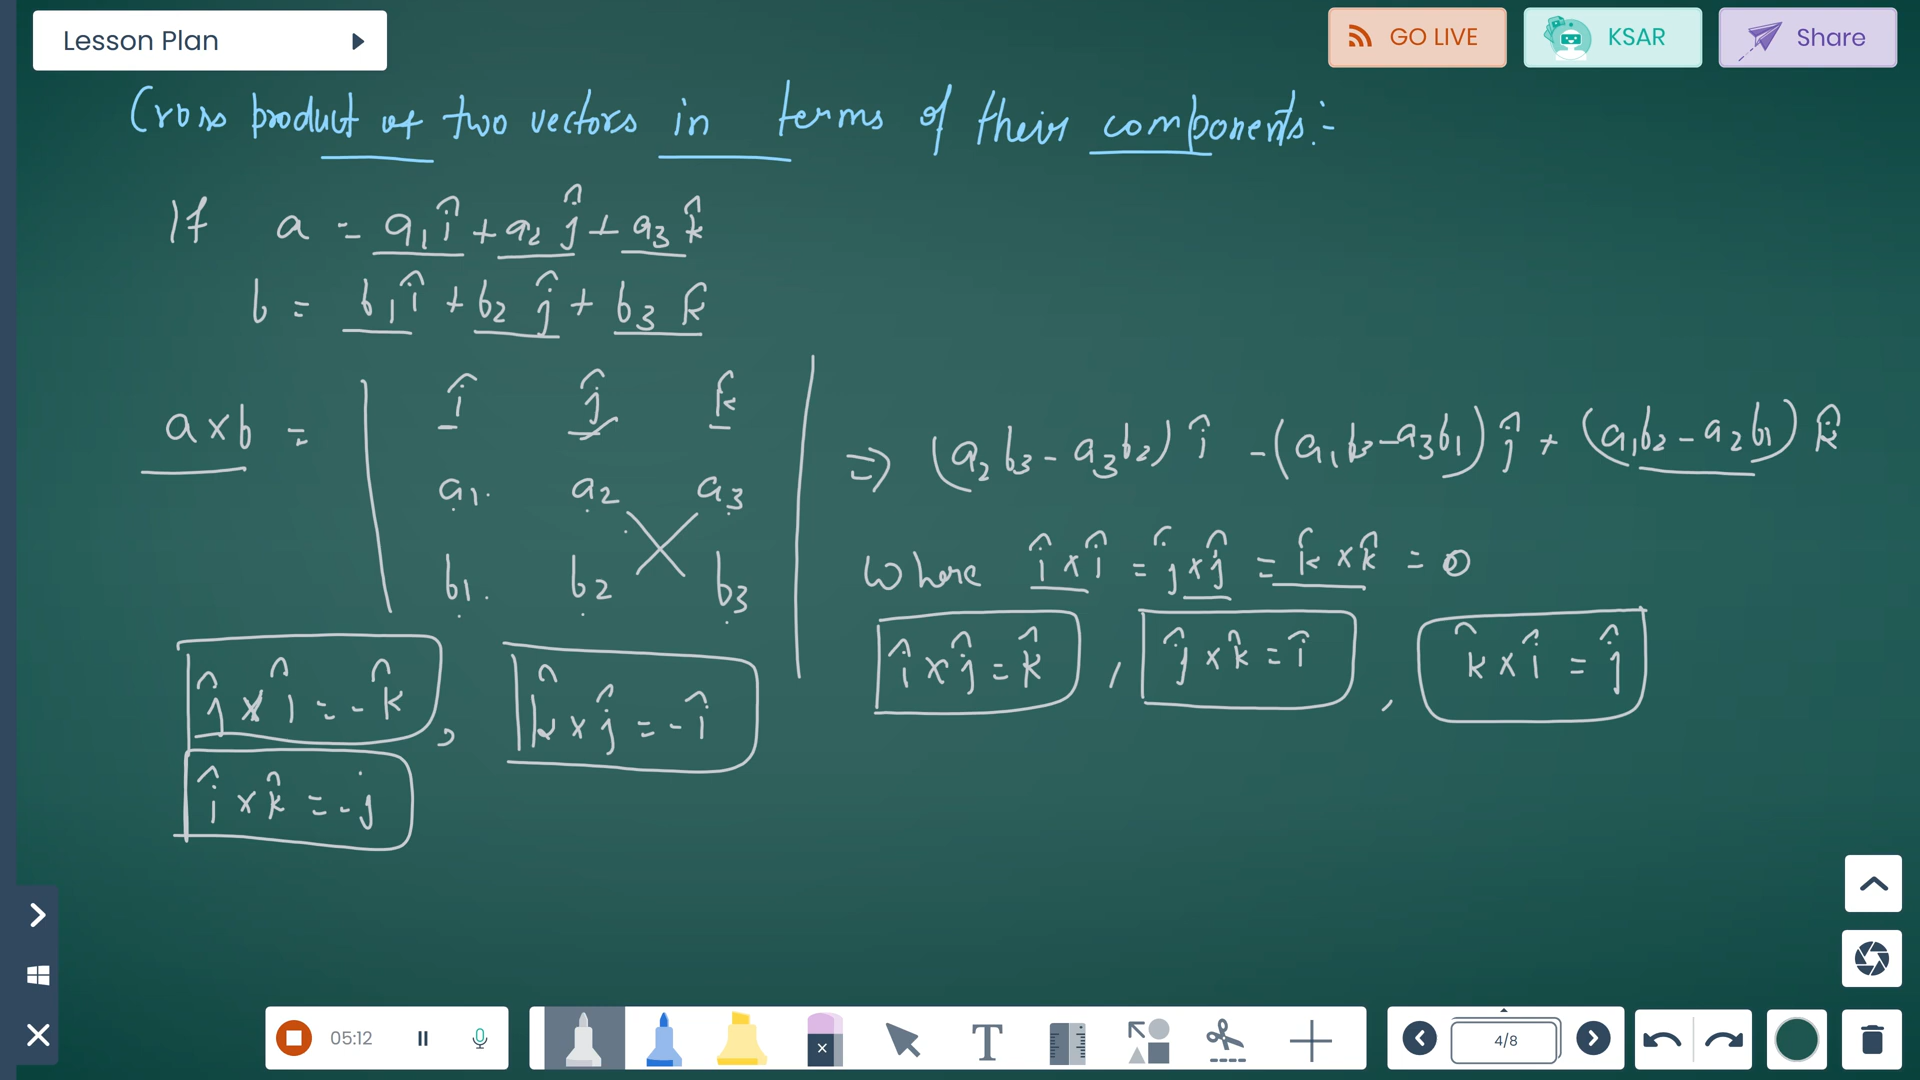 Lesson Plan
GO LIVE
KSAR
Share
Cross product of two vectors in terms of their components:-
If a = a₁î + a₂ĵ + a₃k̂
b = b₁î + b₂ĵ + b₃k̂
a×b = | î ĵ k̂ |
a₁ a₂ a₃
b₁ b₂ b₃
⇒ (a₂b₃ - a₃b₂) î - (a₁b₃ - a₃b₁) ĵ + (a₁b₂ - a₂b₁) k̂
Where î×î = ĵ×ĵ = k̂×k̂ = 0
î×ĵ = k̂ , ĵ×k̂ = î , k̂×î = ĵ
ĵ×î = -k̂ , k̂×ĵ = -î
î×k̂ = -j
05:12
T
4/8